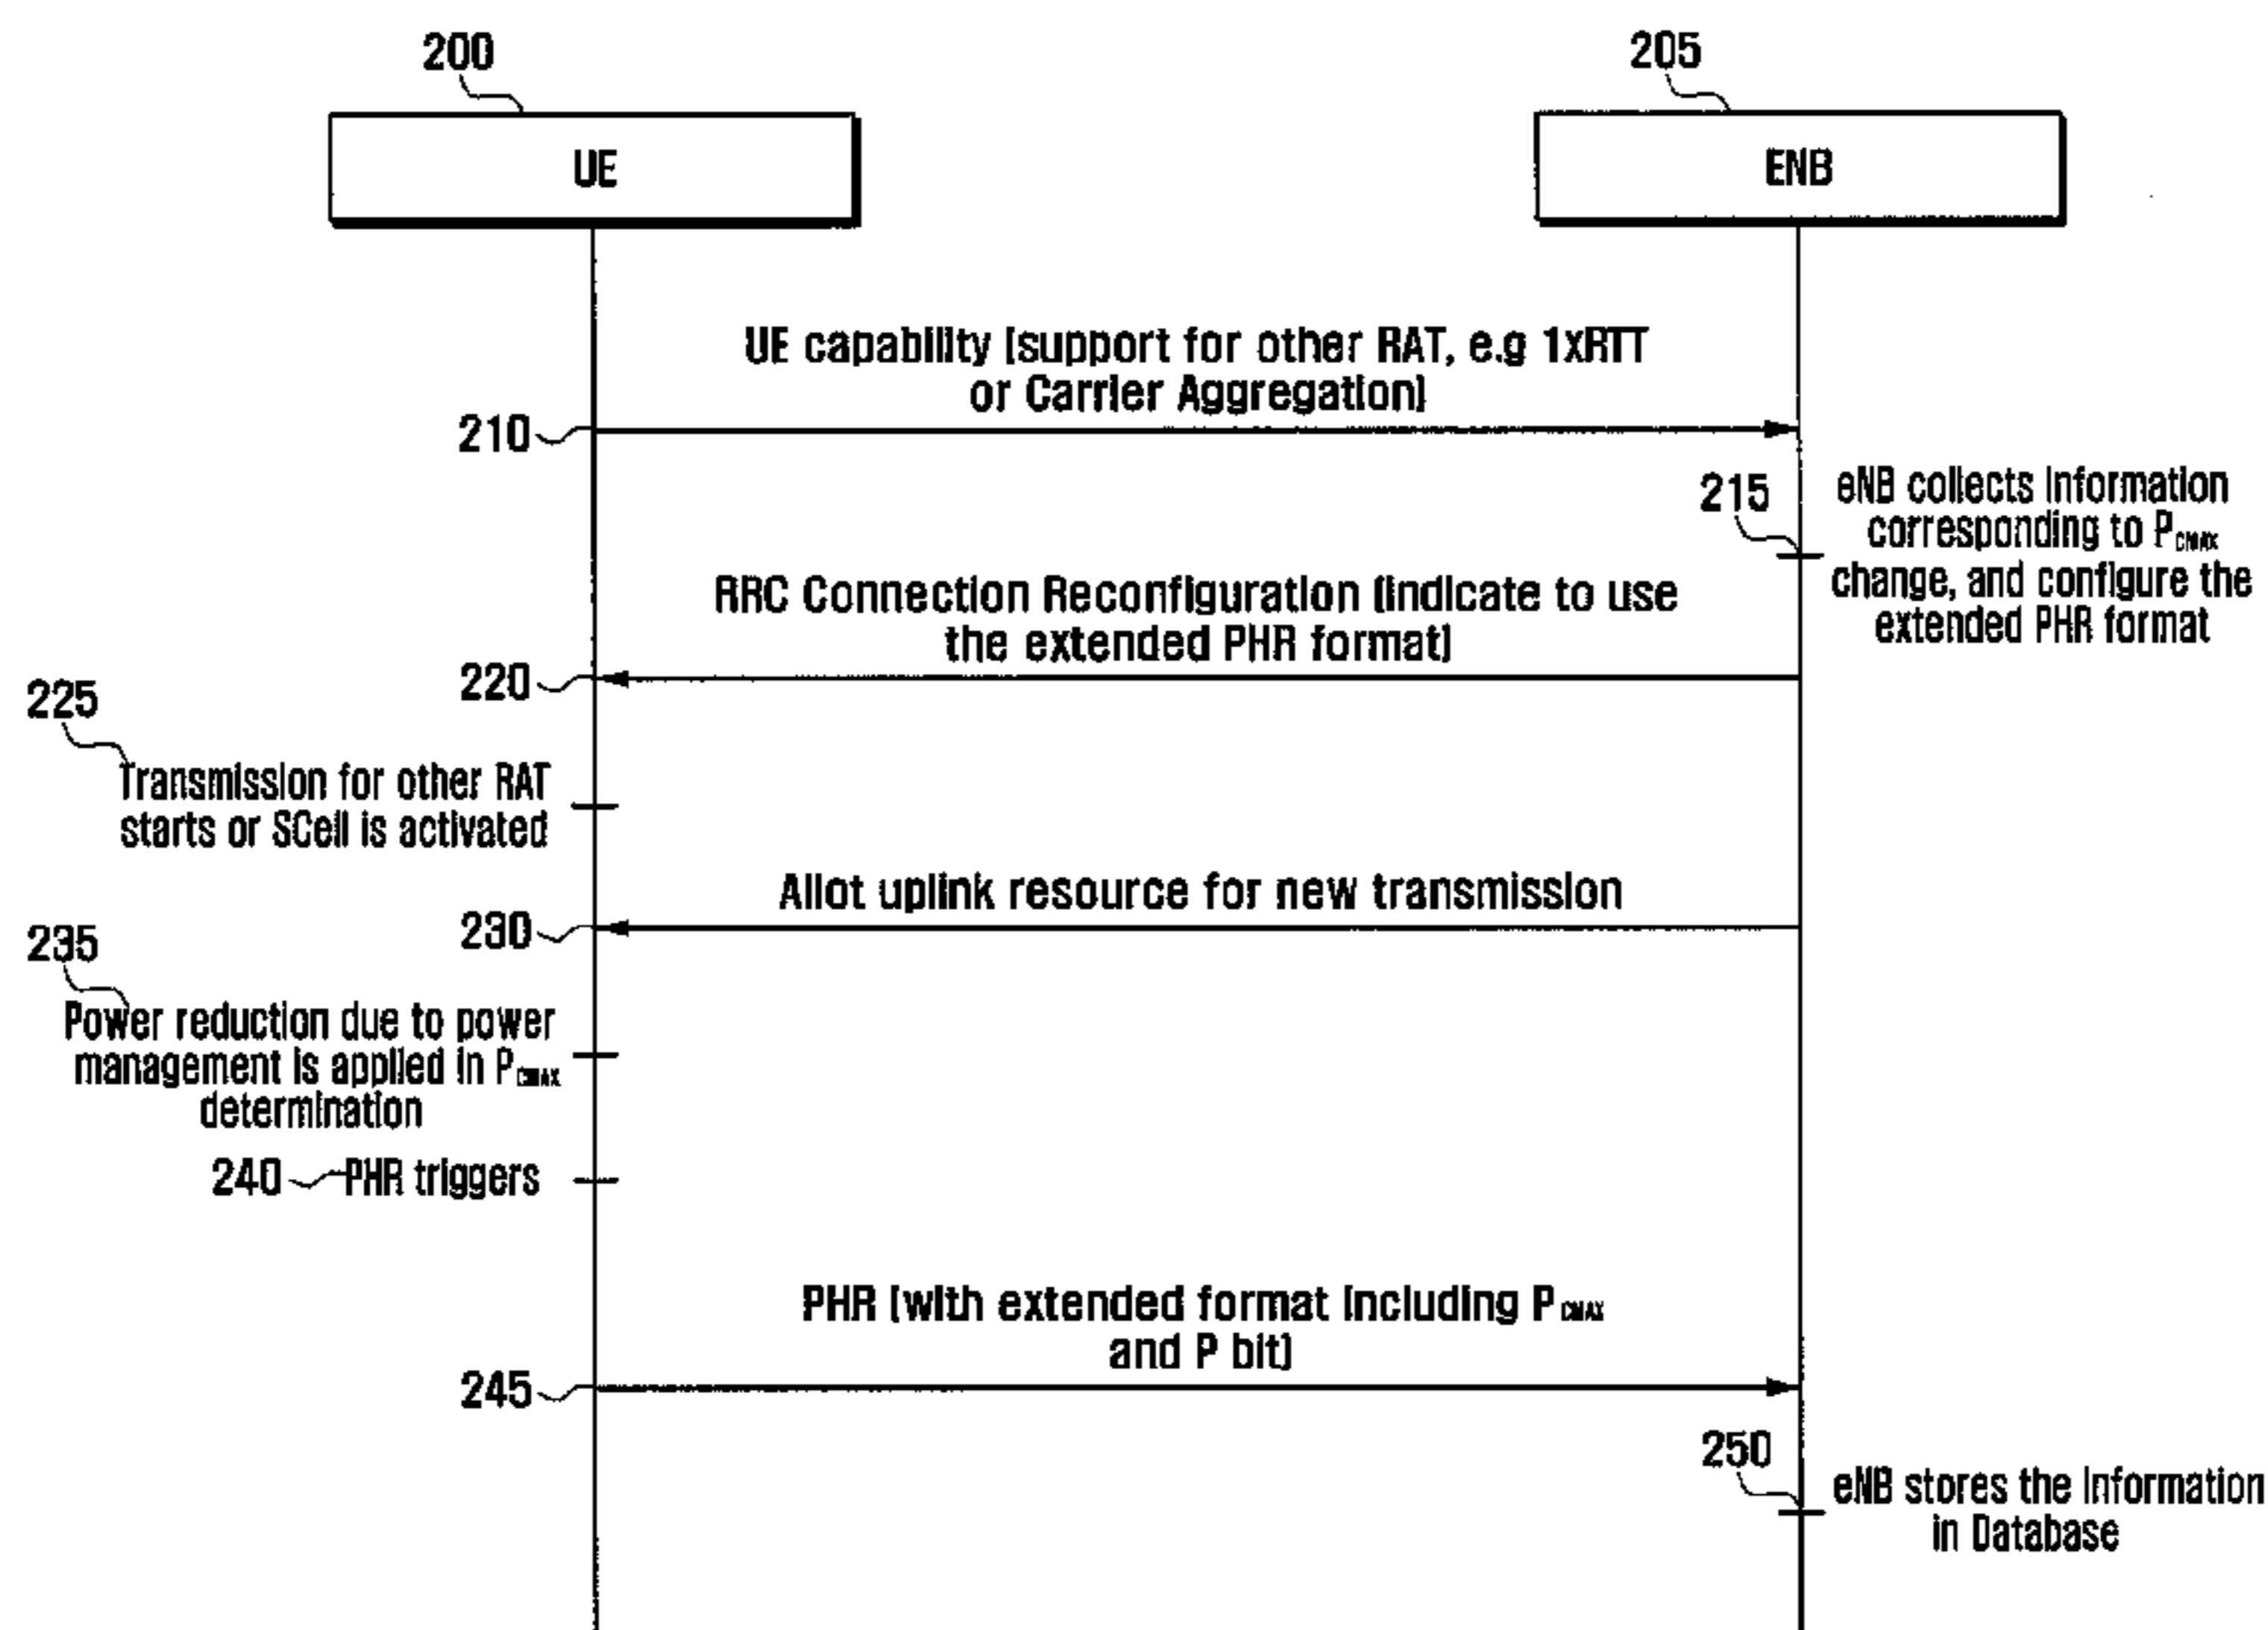 200
205
UE
ENB
UE capability (support for other RAT, e.g 1xRTT
or Carrier Aggregation)
210
215
eNB collects information
corresponding to PCMAX
change, and configure the
extended PHR format
RRC Connection Reconfiguration (indicate to use
the extended PHR format)
220
225
Transmission for other RAT
starts or SCell is activated
Allot uplink resource for new transmission
230
235
Power reduction due to power
management is applied in PCMAX
determination
240
PHR triggers
PHR (with extended format including PCMAX
and P bit)
245
250
eNB stores the information
in Database